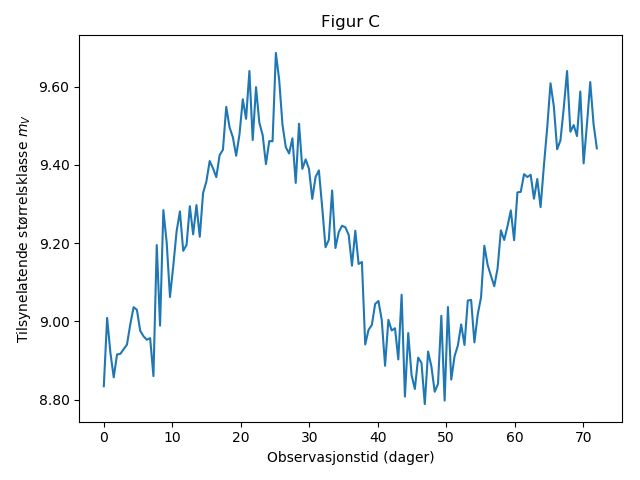 Figur C
Tilsynelatende størrelsklasse m_V
9.60
9.40
9.20
9.00
8.80
0 10 20 30 40 50 60 70
Observasjonstid (dager)